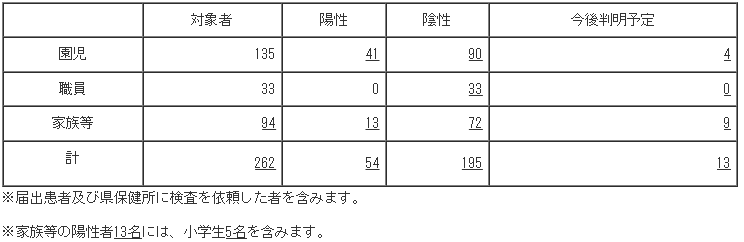 対象者 陽性 陰性 今後判明予定
園児 135 41 90 4
職員 33 0 33 0
家族等 94 13 72 9
計 262 54 195 13
※届出患者及び県保健所に検査を依頼した者を含みます。
※家族等の陽性者13名には、小学生5名を含みます。